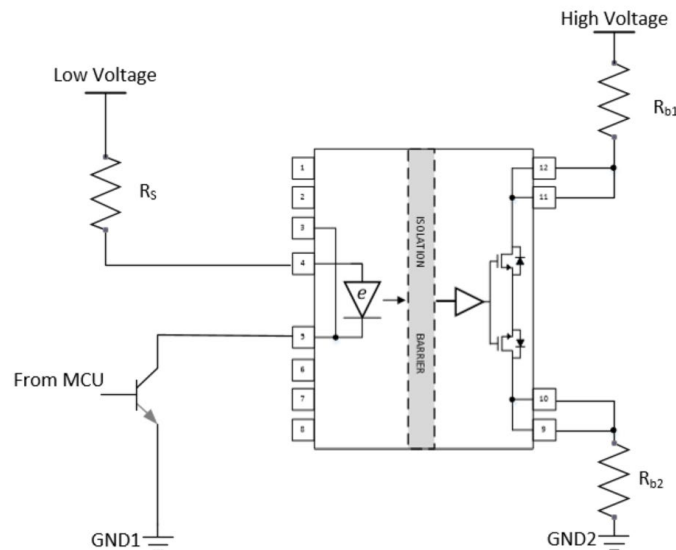 High Voltage
Low Voltage
R_b1
R_S
1
2
3
4
5
6
7
8
12
11
10
9
ISOLATION
BARRIER
e
From MCU
R_b2
GND1
GND2